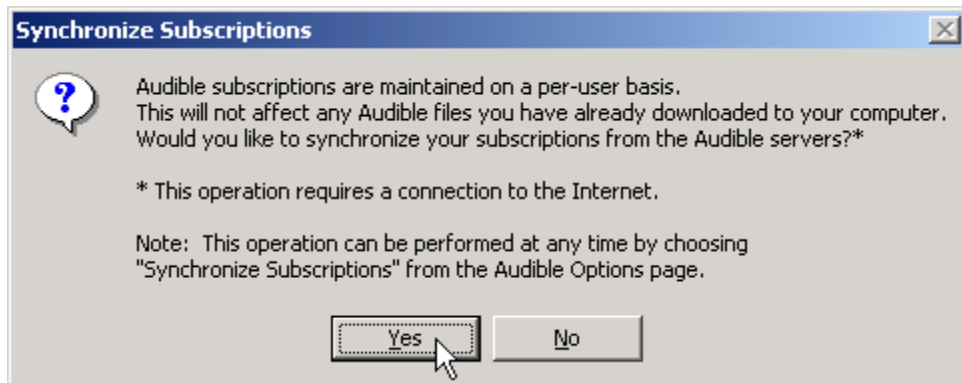 Synchronize Subscriptions
Audible subscriptions are maintained on a per-user basis.
This will not affect any Audible files you have already downloaded to your computer.
Would you like to synchronize your subscriptions from the Audible servers?*
* This operation requires a connection to the Internet.
Note:  This operation can be performed at any time by choosing
"Synchronize Subscriptions" from the Audible Options page.
Yes No